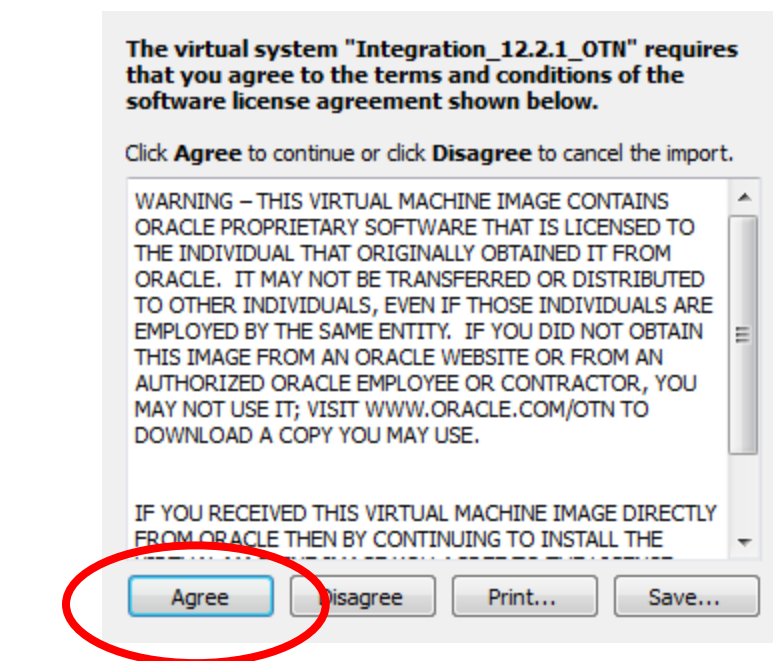 The virtual system "Integration_12.2.1_OTN" requires
that you agree to the terms and conditions of the
software license agreement shown below.
Click Agree to continue or click Disagree to cancel the import.
WARNING – THIS VIRTUAL MACHINE IMAGE CONTAINS
ORACLE PROPRIETARY SOFTWARE THAT IS LICENSED TO
THE INDIVIDUAL THAT ORIGINALLY OBTAINED IT FROM
ORACLE.  IT MAY NOT BE TRANSFERRED OR DISTRIBUTED
TO OTHER INDIVIDUALS, EVEN IF THOSE INDIVIDUALS ARE
EMPLOYED BY THE SAME ENTITY.  IF YOU DID NOT OBTAIN
THIS IMAGE FROM AN ORACLE WEBSITE OR FROM AN
AUTHORIZED ORACLE EMPLOYEE OR CONTRACTOR, YOU
MAY NOT USE IT; VISIT WWW.ORACLE.COM/OTN TO
DOWNLOAD A COPY YOU MAY USE.
IF YOU RECEIVED THIS VIRTUAL MACHINE IMAGE DIRECTLY
FROM ORACLE THEN BY CONTINUING TO INSTALL THE
Agree Disagree Print... Save...